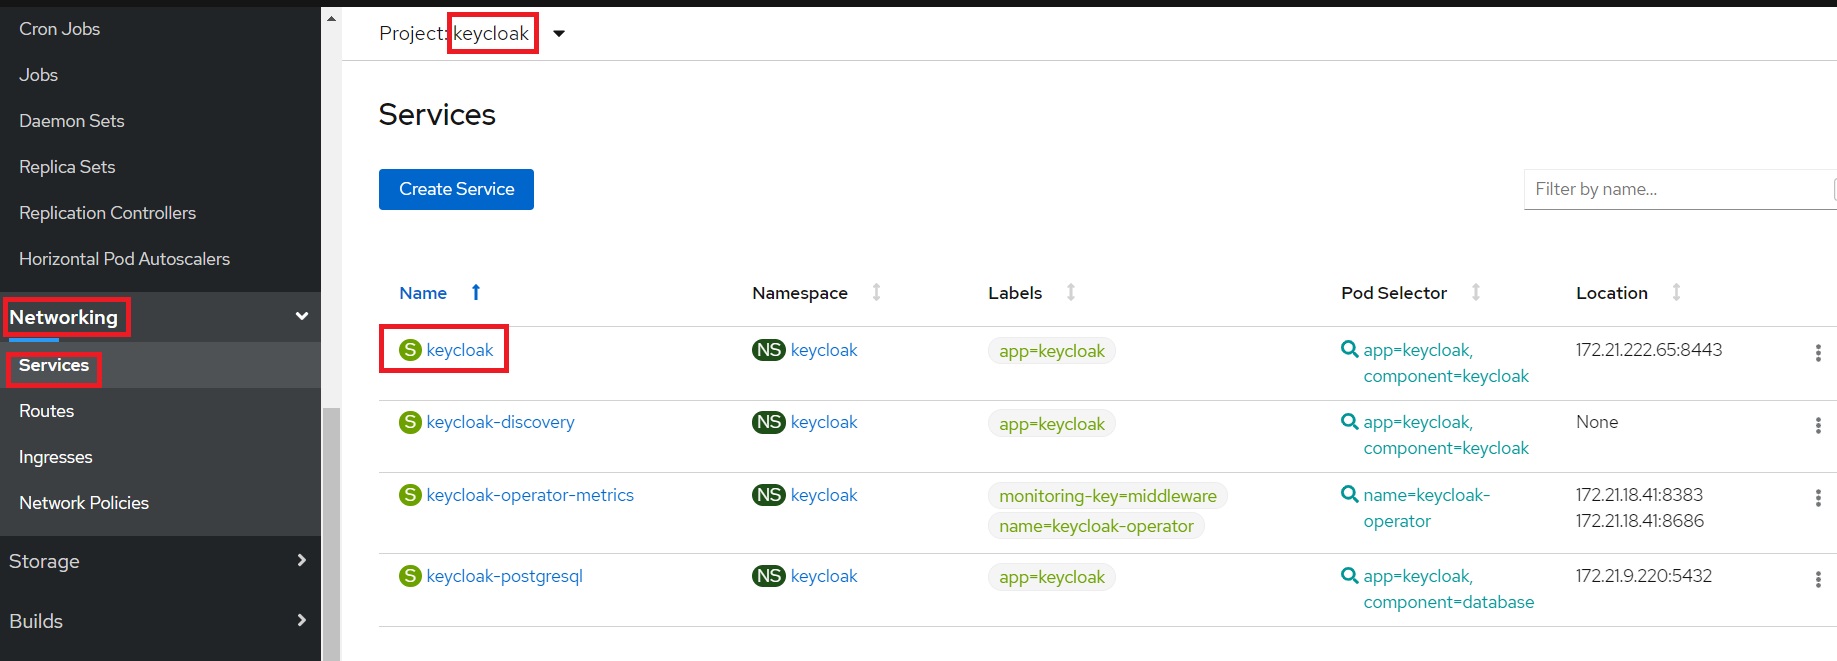 Cron Jobs
Jobs
Daemon Sets
Replica Sets
Replication Controllers
Horizontal Pod Autoscalers
Networking
Services
Routes
Ingresses
Network Policies
Storage
Builds
Project: keycloak
Services
Create Service
Filter by name...
Name Namespace Labels Pod Selector Location
S keycloak NS keycloak app=keycloak app=keycloak, 172.21.222.65:8443
component=keycloak
S keycloak-discovery NS keycloak app=keycloak app=keycloak, None
component=keycloak
S keycloak-operator-metrics NS keycloak monitoring-key=middleware name=keycloak- 172.21.18.41:8383
name=keycloak-operator operator 172.21.18.41:8686
S keycloak-postgresql NS keycloak app=keycloak app=keycloak, 172.21.9.220:5432
component=database